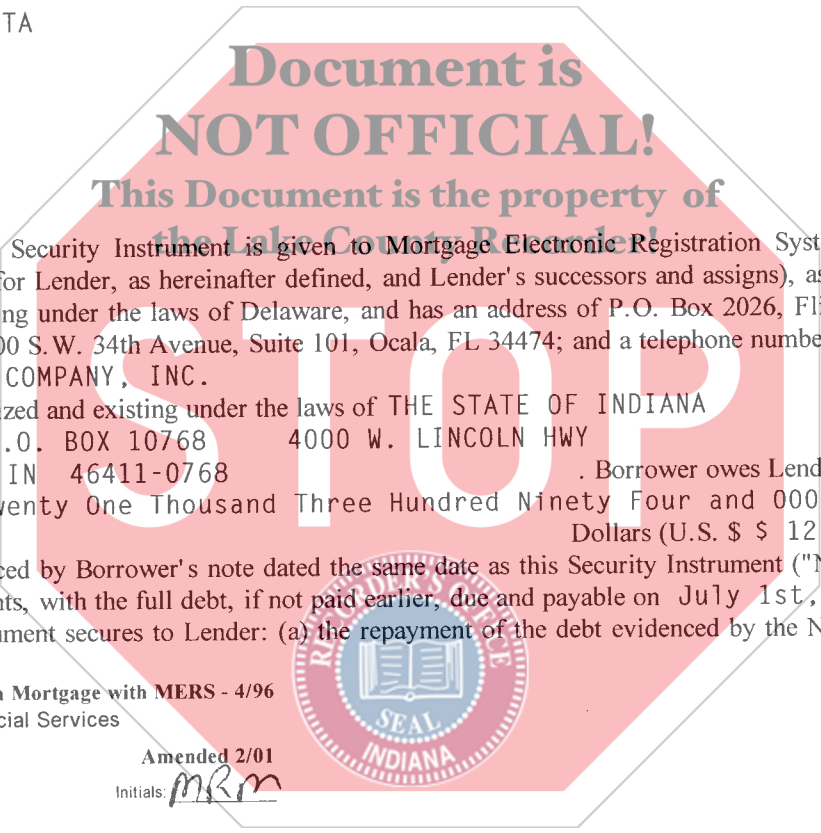 TA
Document is
NOT OFFICIAL!
This Document is the property of
the Lake County Recorder!
Security Instrument is given to Mortgage Electronic Registration Syst
for Lender, as hereinafter defined, and Lender's successors and assigns), as
ng under the laws of Delaware, and has an address of P.O. Box 2026, Fli
00 S.W. 34th Avenue, Suite 101, Ocala, FL 34474; and a telephone numbe
COMPANY, INC.
ized and existing under the laws of THE STATE OF INDIANA
.O. BOX 10768 4000 W. LINCOLN HWY
IN 46411-0768 . Borrower owes Lend
wenty One Thousand Three Hundred Ninety Four and 000
Dollars (U.S. $ $ 12
STOP
ced by Borrower's note dated the same date as this Security Instrument ("N
nts, with the full debt, if not paid earlier, due and payable on July 1st,
ument secures to Lender: (a) the repayment of the debt evidenced by the N
RECORDER'S OFFICE
SEAL
INDIANA
n Mortgage with MERS - 4/96
cial Services
Amended 2/01
Initials: MRM